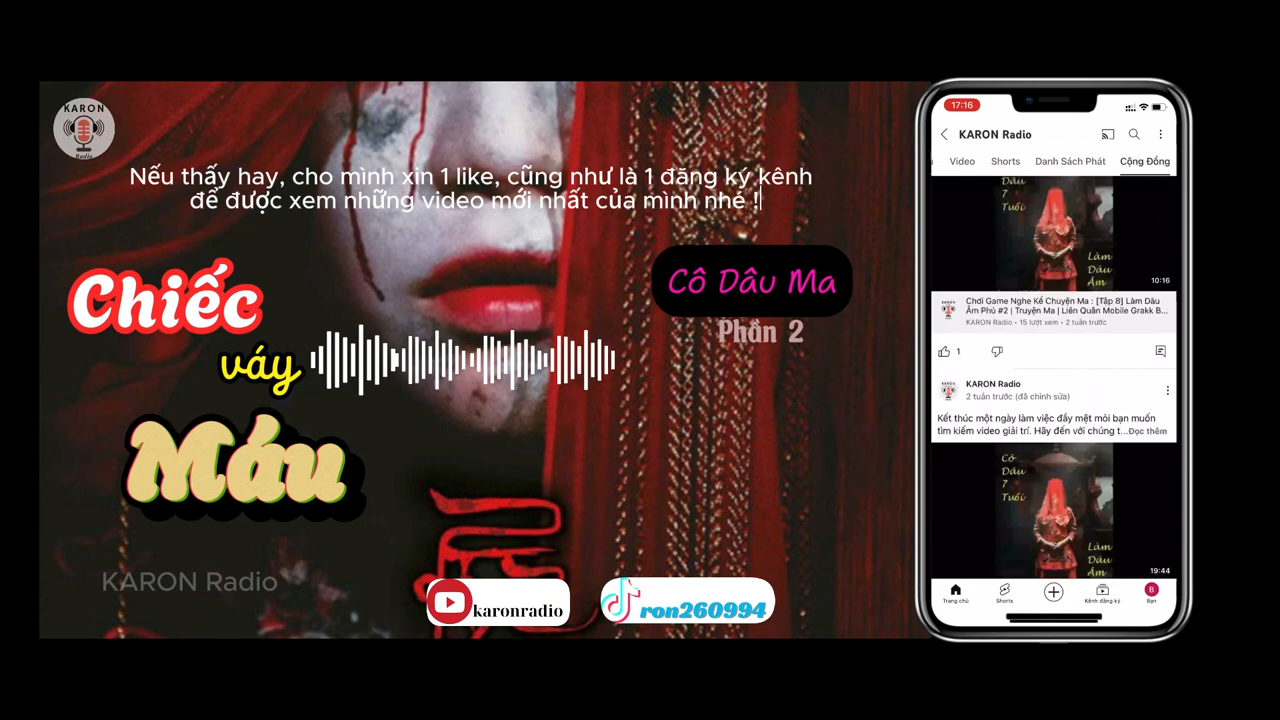 KARON
Radio
Nếu thấy hay, cho mình xin 1 like, cũng như là 1 đăng ký kênh
để được xem những video mới nhất của mình nhé !
Chiếc
váy
Máu
Cô Dâu Ma
Phần 2
KARON Radio
karonradio
ron260994
17:16
KARON Radio
Video Shorts Danh Sách Phát Cộng Đồng
Dâu
7
Tuổi
Làm
Dâu
Âm
10:16
Chơi Game Nghe Kể Chuyện Ma : [Tập 8] Làm Dâu
Âm Phủ #2 | Truyện Ma | Liên Quân Mobile Grakk B...
KARON Radio • 15 lượt xem • 2 tuần trước
1
KARON Radio
2 tuần trước (đã chỉnh sửa)
Kết thúc một ngày làm việc đầy mệt mỏi bạn muốn
tìm kiếm video giải trí. Hãy đến với chúng t...Đọc thêm
Cô
Dâu
7
Tuổi
Làm
Dâu
Âm
19:44
Trang chủ Shorts Kênh đăng ký Bạn
B